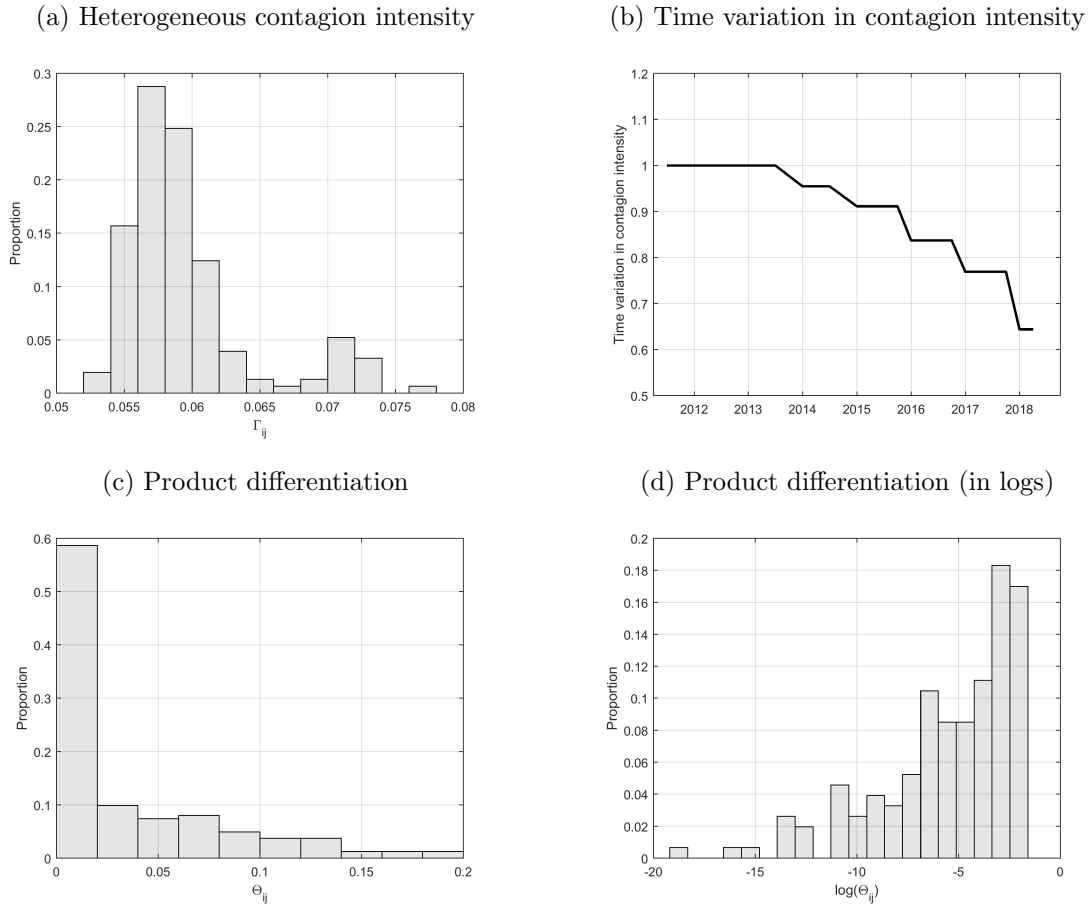 (a) Heterogeneous contagion intensity
0.3
0.25
0.2
0.15
0.1
0.05
0
Proportion
0.05 0.055 0.06 0.065 0.07 0.075 0.08
Γij
(b) Time variation in contagion intensity
1.2
1.1
1
0.9
0.8
0.7
0.6
0.5
Time variation in contagion intensity
2012 2013 2014 2015 2016 2017 2018
(c) Product differentiation
0.6
0.5
0.4
0.3
0.2
0.1
0
Proportion
0 0.05 0.1 0.15 0.2
Θij
(d) Product differentiation (in logs)
0.2
0.18
0.16
0.14
0.12
0.1
0.08
0.06
0.04
0.02
0
Proportion
-20 -15 -10 -5 0
log(Θij)